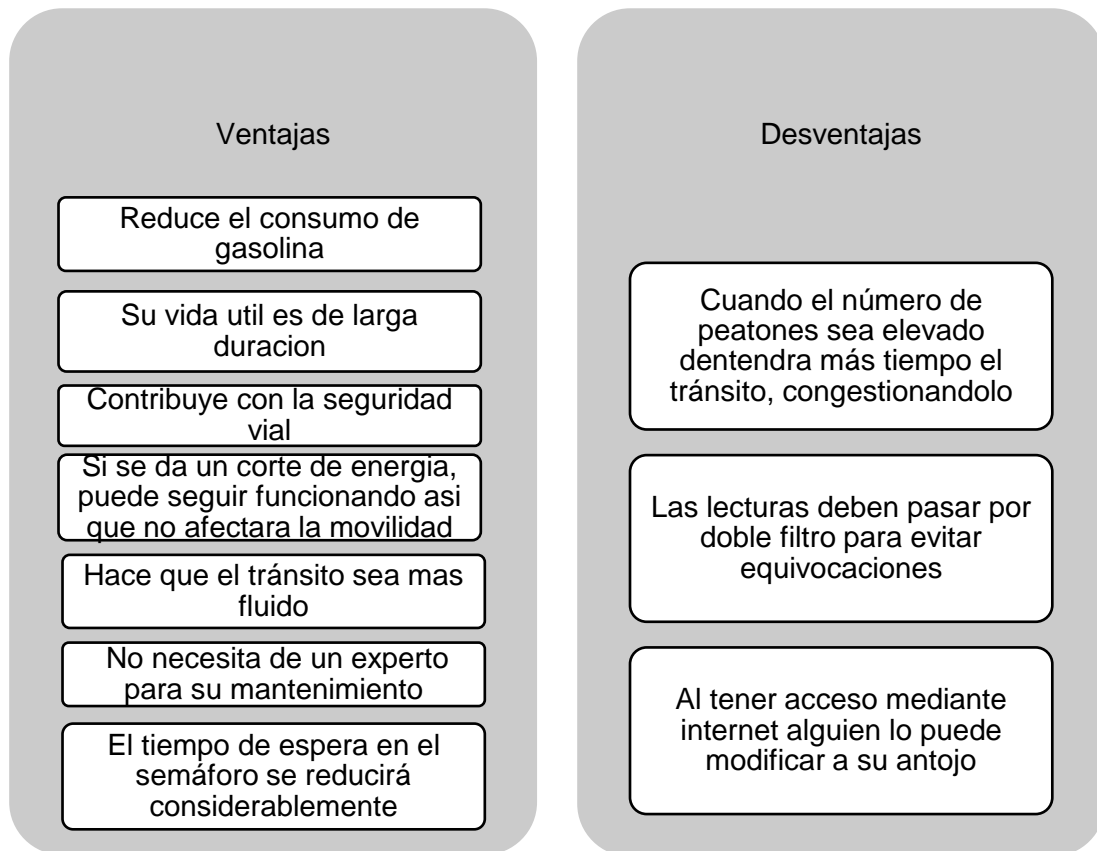 Ventajas
Reduce el consumo de
gasolina
Su vida util es de larga
duracion
Contribuye con la seguridad
vial
Si se da un corte de energia,
puede seguir funcionando asi
que no afectara la movilidad
Hace que el tránsito sea mas
fluido
No necesita de un experto
para su mantenimiento
El tiempo de espera en el
semáforo se reducirá
considerablemente
Desventajas
Cuando el número de
peatones sea elevado
dentendra más tiempo el
tránsito, congestionandolo
Las lecturas deben pasar por
doble filtro para evitar
equivocaciones
Al tener acceso mediante
internet alguien lo puede
modificar a su antojo